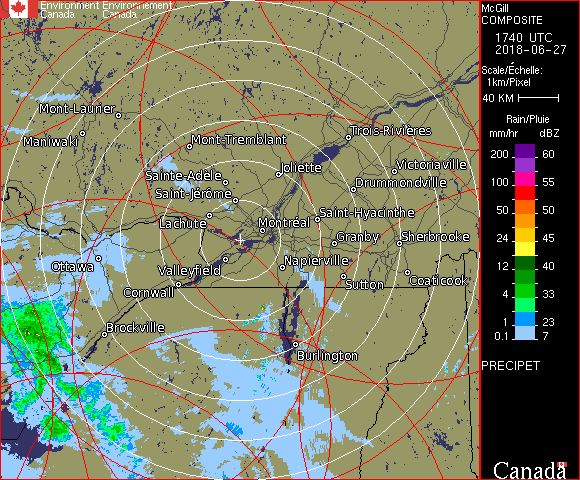 Environment Environnement
Canada Canada
McGill
COMPOSITE
1740 UTC
2018-06-27
Scale/Échelle:
1km/Pixel
40 KM
Rain/Pluie
mm/hr dBZ
200 60
150 57
100 55
50 50
24 45
12 40
4 33
1 23
0.1 7
PRECIPET
Canada
Mont-Laurier
Maniwaki
Mont-Tremblant
Trois-Rivières
Sainte-Adèle
Joliette
Victoriaville
Saint-Jérôme
Drummondville
Lachute
Montréal
Saint-Hyacinthe
Granby
Sherbrooke
Ottawa
Valleyfield
Napierville
Cornwall
Sutton
Coaticook
Brockville
Burlington